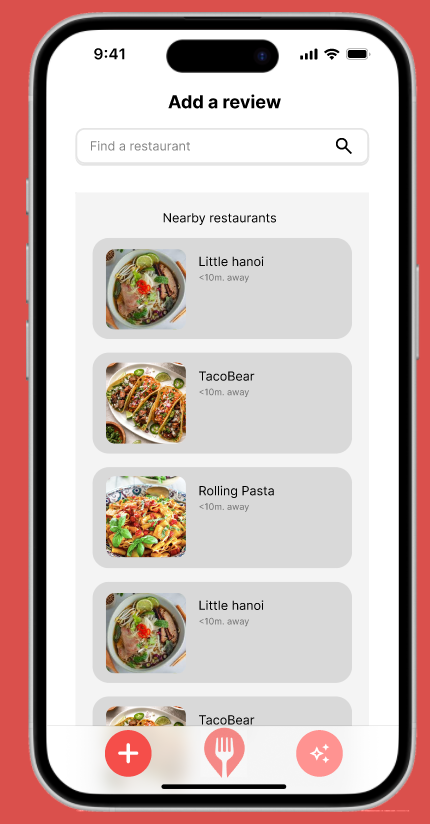 9:41
Add a review
Find a restaurant
Nearby restaurants
Little hanoi
<10m. away
TacoBear
<10m. away
Rolling Pasta
<10m. away
Little hanoi
<10m. away
TacoBear